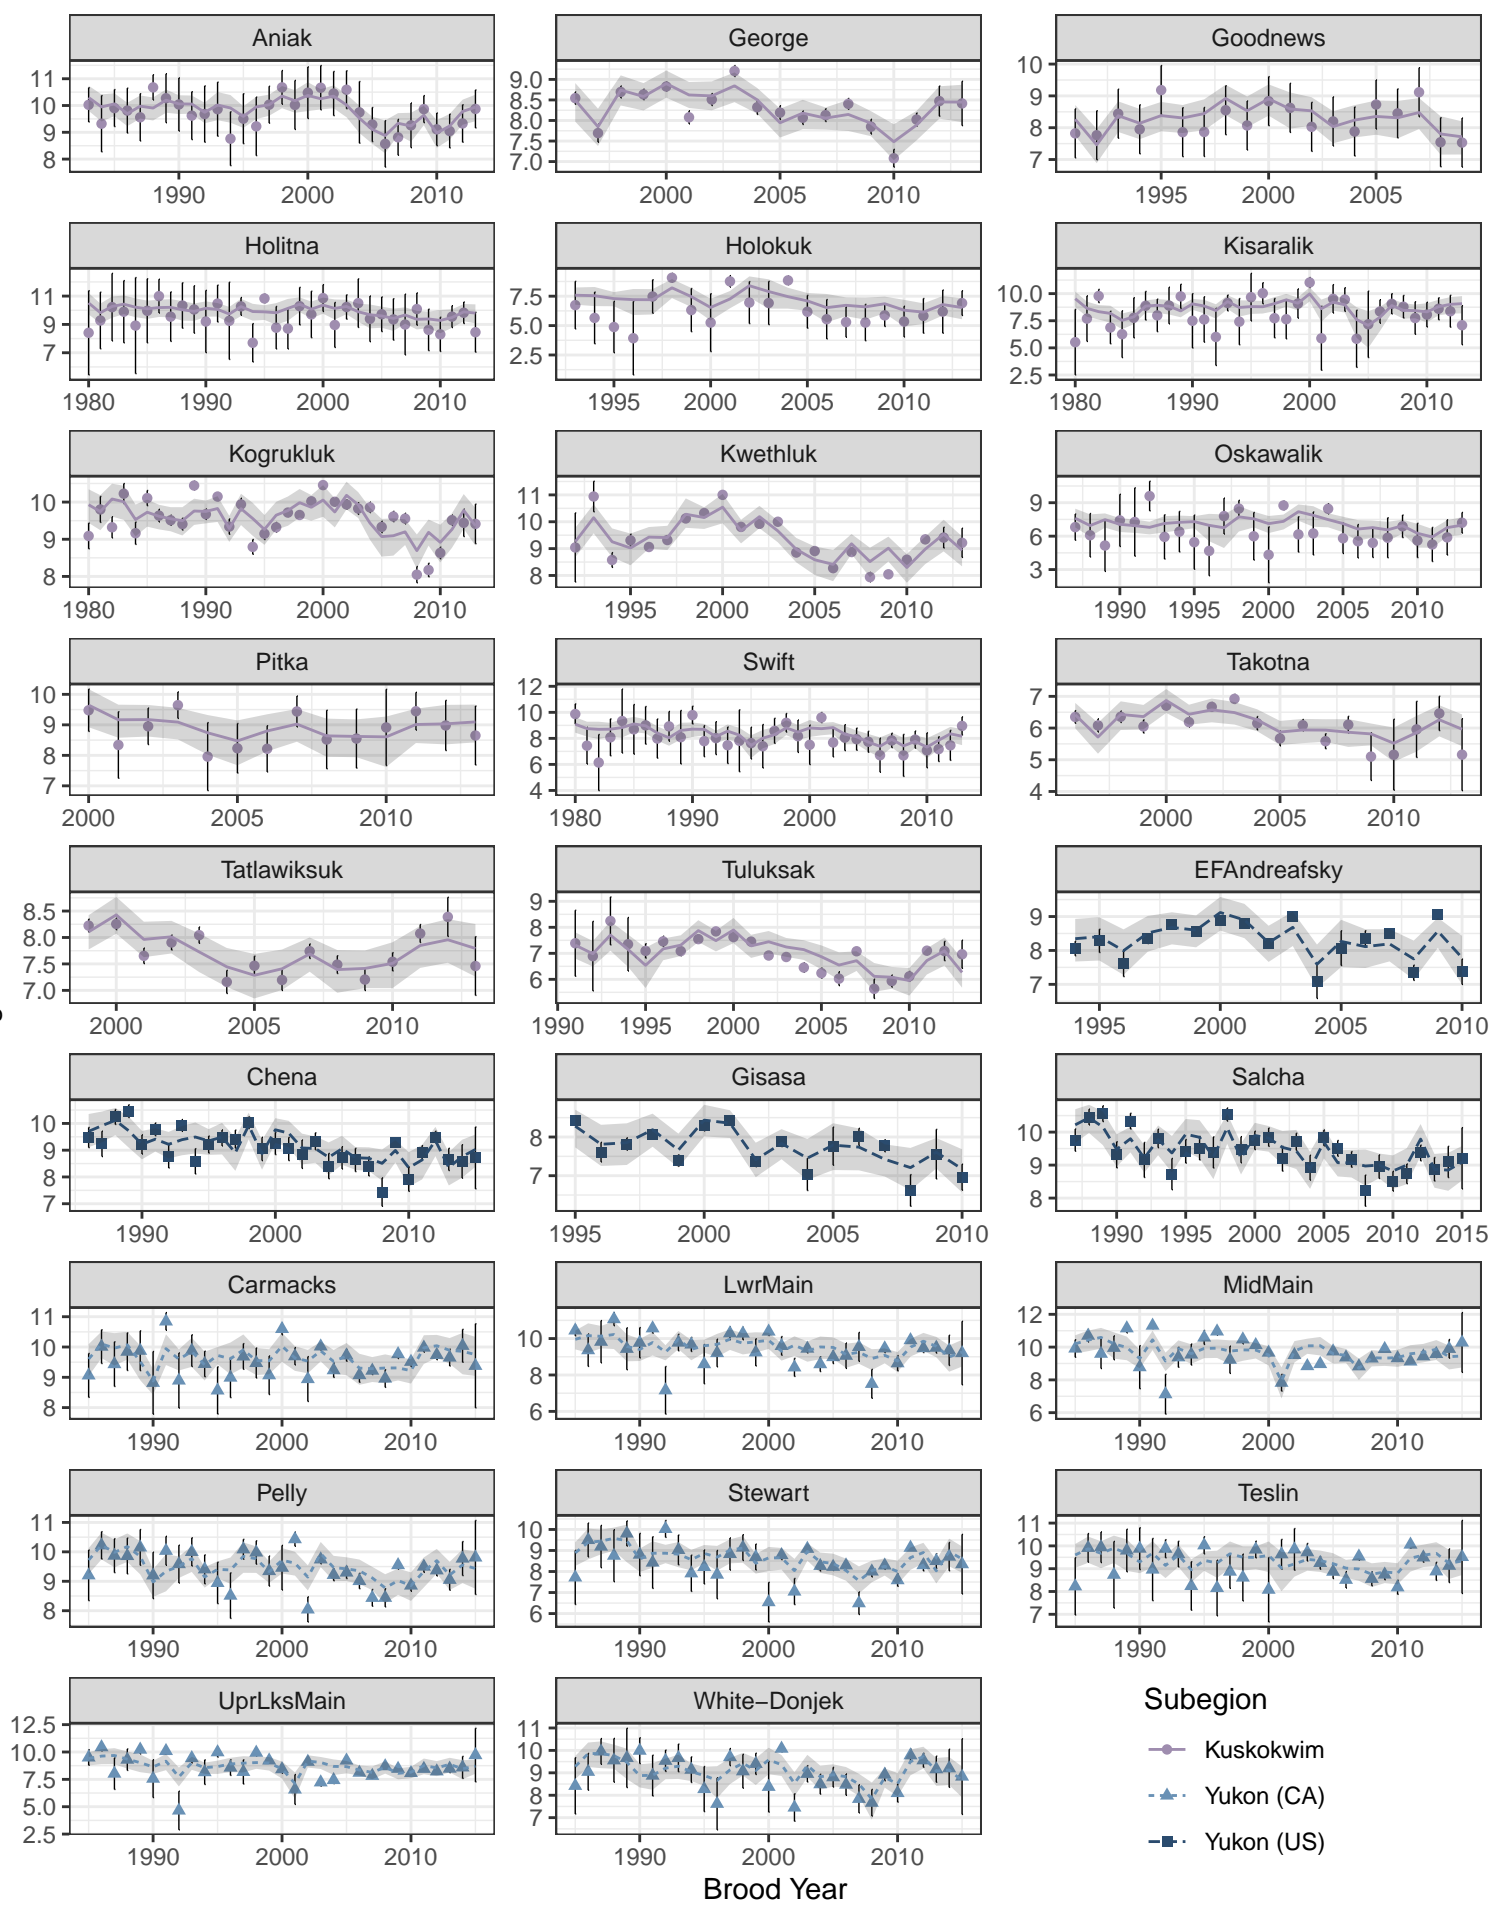 Aniak George Goodnews
11 10 9 8 9.0 8.5 8.0 7.5 7.0 10 9 8 7
1990 2000 2010 2000 2005 2010 1995 2000 2005
Holitna Holokuk Kisaralik
11 9 7 7.5 5.0 2.5 10.0 7.5 5.0 2.5
1980 1990 2000 2010 1995 2000 2005 2010 1980 1990 2000 2010
Kogrukluk Kwethluk Oskawalik
10 9 8 11 10 9 8 9 6 3
1980 1990 2000 2010 1995 2000 2005 2010 1990 1995 2000 2005 2010
Pitka Swift Takotna
10 9 8 7 12 10 8 6 4 7 6 5 4
2000 2005 2010 1980 1990 2000 2010 2000 2005 2010
Tatlawiksuk Tuluksak EFAndreafsky
8.5 8.0 7.5 7.0 9 8 7 6 9 8 7
2000 2005 2010 1990 1995 2000 2005 2010 1995 2000 2005 2010
Chena Gisasa Salcha
10 9 8 7 8 7 10 9 8
1990 2000 2010 1995 2000 2005 2010 1990 1995 2000 2005 2010 2015
Carmacks LwrMain MidMain
11 10 9 8 10 8 6 12 10 8 6
1990 2000 2010 1990 2000 2010 1990 2000 2010
Pelly Stewart Teslin
11 10 9 8 10 9 8 7 6 11 10 9 8 7
1990 2000 2010 1990 2000 2010 1990 2000 2010
UprLksMain White−Donjek
12.5 10.0 7.5 5.0 2.5 11 10 9 8 7
1990 2000 2010 1990 2000 2010
Brood Year
Subegion
Kuskokwim
Yukon (CA)
Yukon (US)